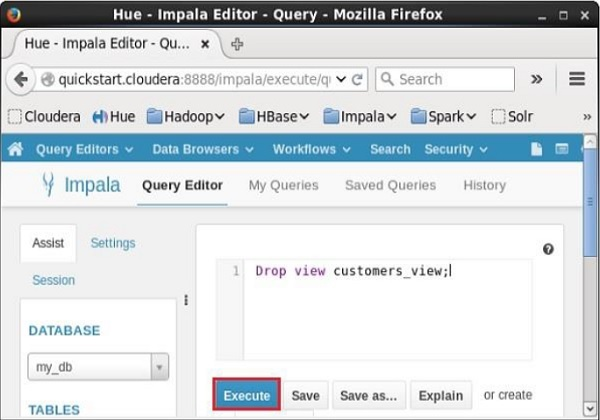 Hue - Impala Editor - Query - Mozilla Firefox
Hue - Impala Editor - Qu...
quickstart.cloudera:8888/impala/execute/qu
Search
Cloudera Hue Hadoop HBase Impala Spark Solr
Query Editors Data Browsers Workflows Search Security
Impala Query Editor My Queries Saved Queries History
Assist Settings
Session
1 Drop view customers_view;
DATABASE
my_db
Execute Save Save as... Explain or create
TABLES